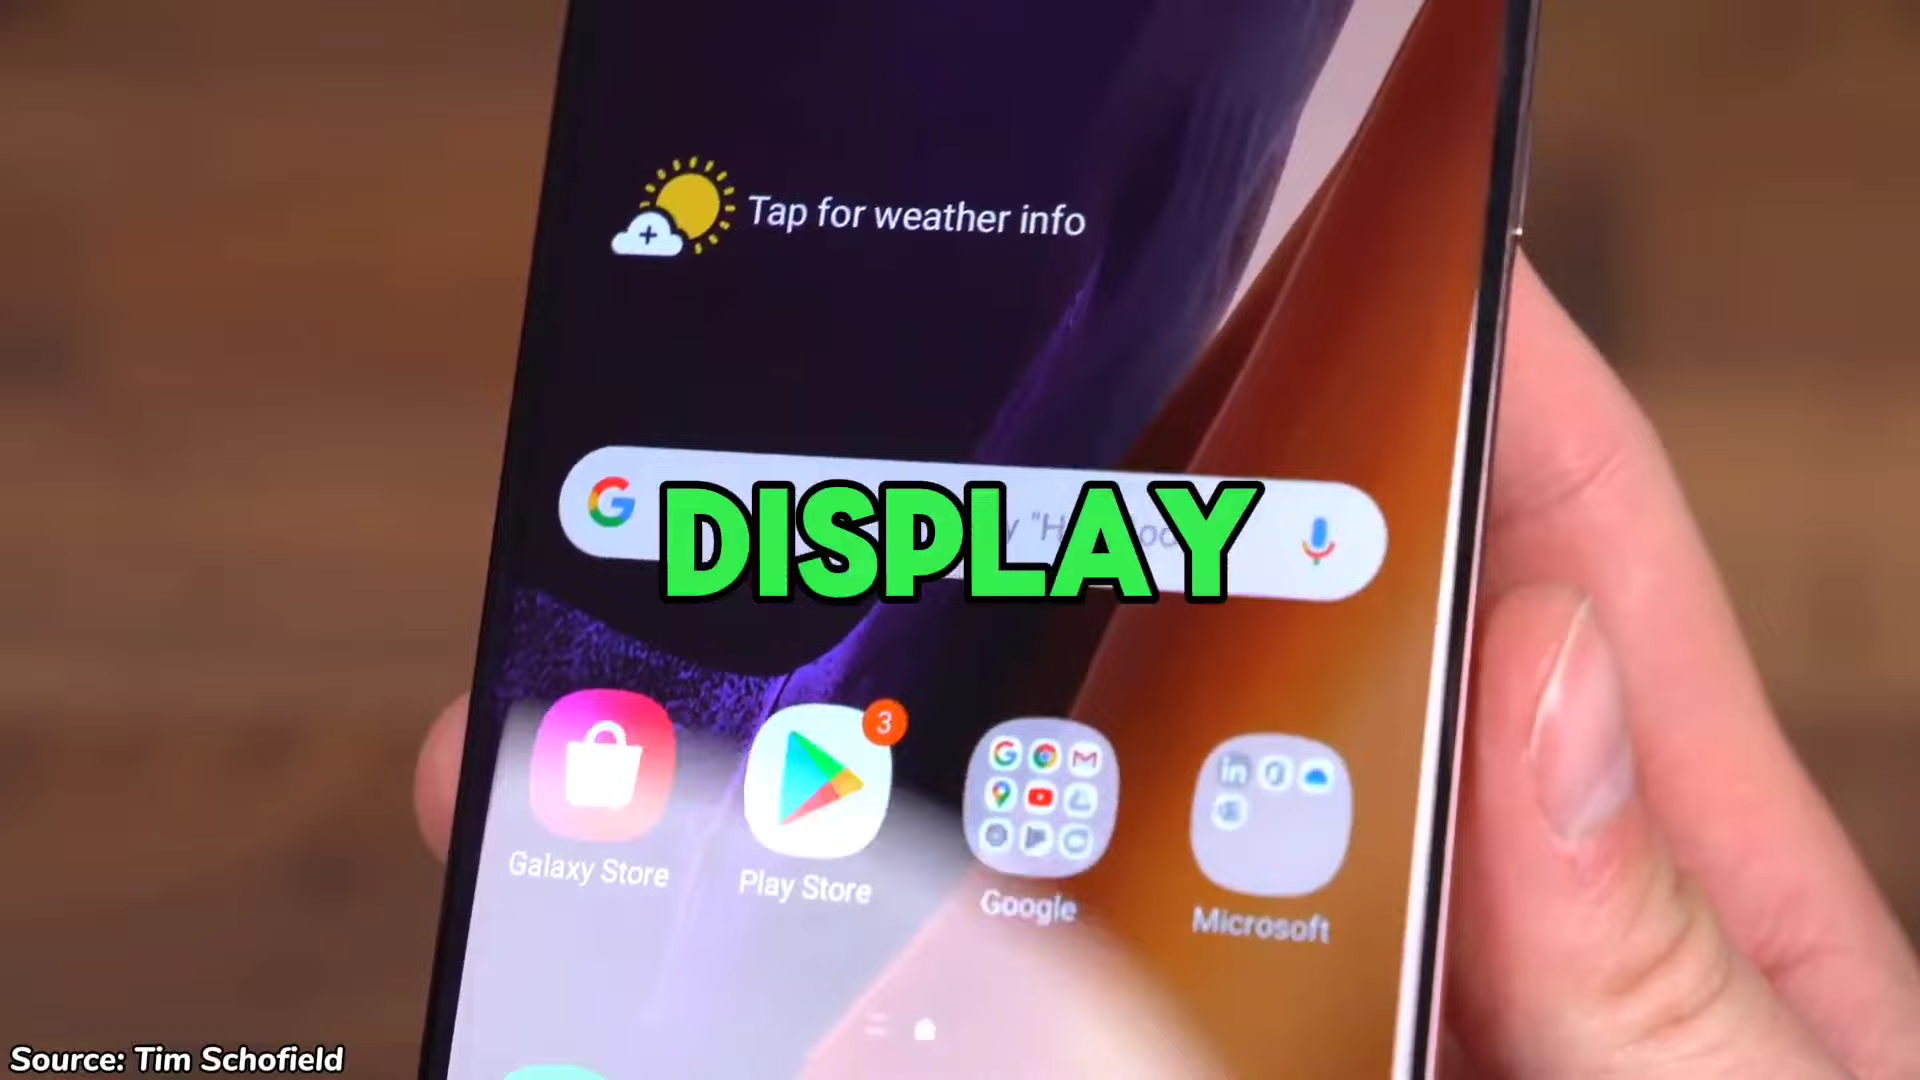 Tap for weather info
DISPLAY
3
Galaxy Store
Play Store
Google
Microsoft
Source: Tim Schofield